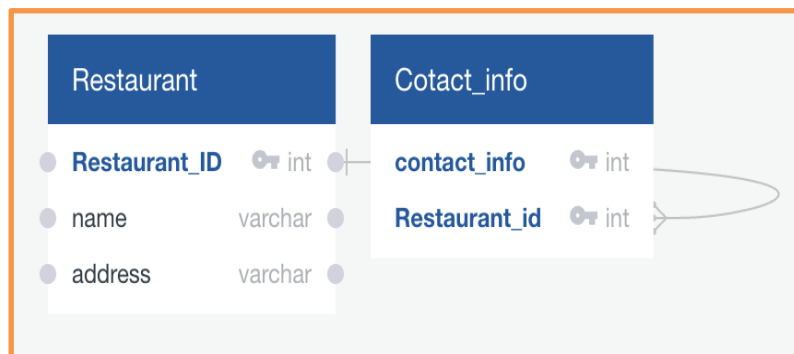 Restaurant
Restaurant_ID int
name varchar
address varchar
Cotact_info
contact_info int
Restaurant_id int